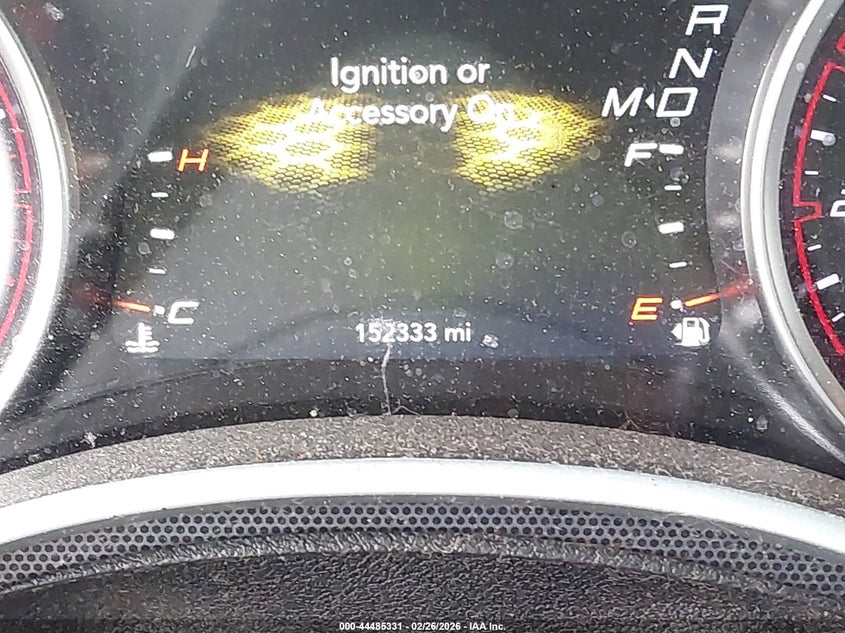 R
N
Ignition or
Accessory On
M D
H
F
C
E
152333 mi
000-44485331 - 02/26/2026 - IAA Inc.